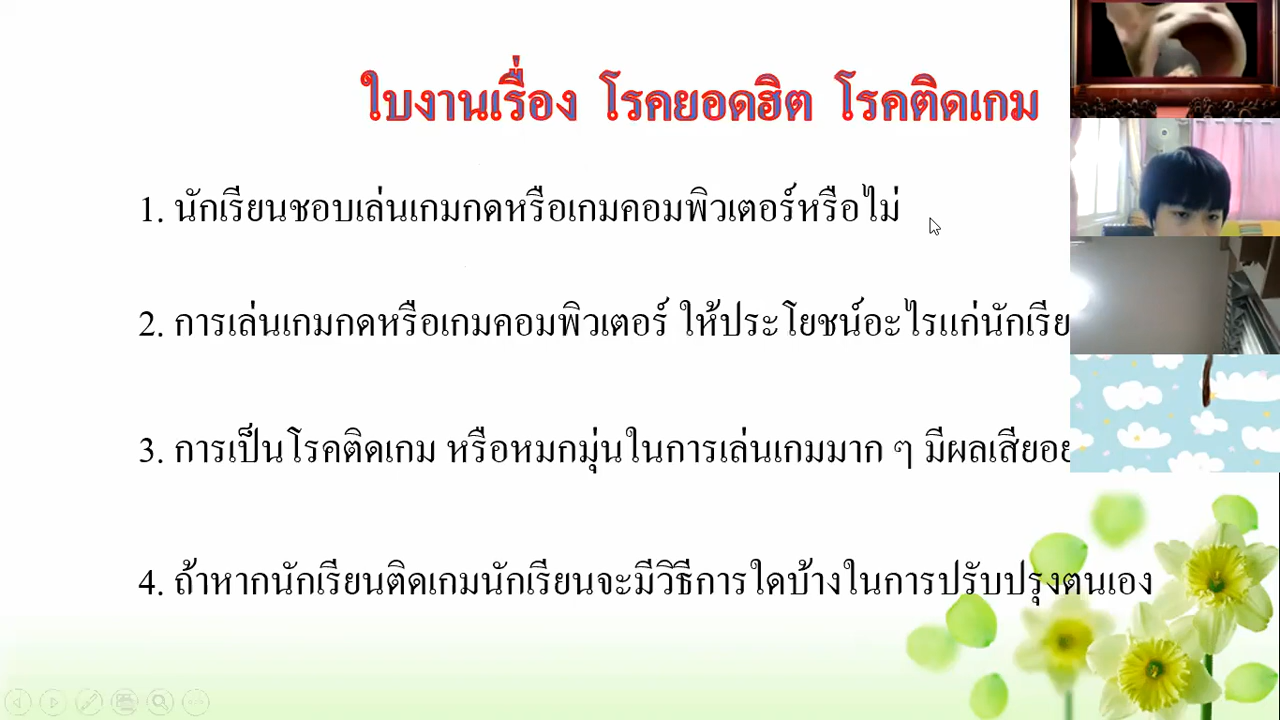 ใบงานเรื่อง โรคยอดฮิต โรคติดเกม
1. นักเรียนชอบเล่นเกมกดหรือเกมคอมพิวเตอร์หรือไม่
2. การเล่นเกมกดหรือเกมคอมพิวเตอร์ ให้ประโยชน์อะไรแก่นักเรีย
3. การเป็นโรคติดเกม หรือหมกมุ่นในการเล่นเกมมาก ๆ มีผลเสีย
4. ถ้าหากนักเรียนติดเกมนักเรียนจะมีวิธีการใดบ้างในการปรับปรุงตนเอง